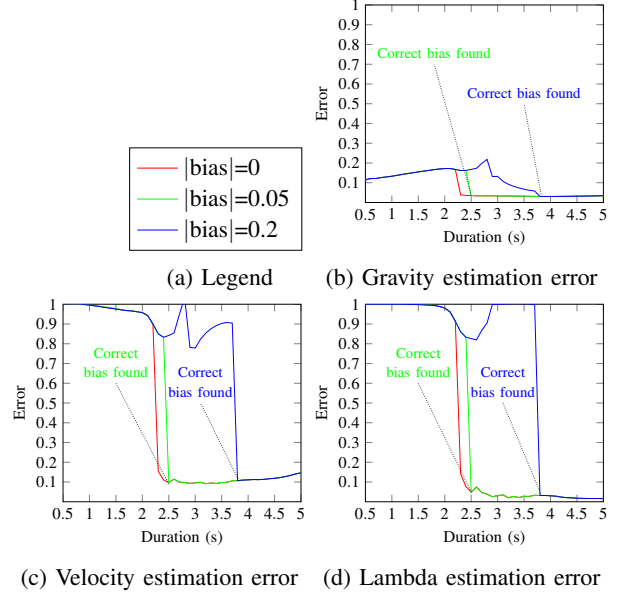 1
0.9
0.8
0.7
0.6
0.5
0.4
0.3
0.2
0.1
Error
Correct bias found
Correct bias found
0.5 1 1.5 2 2.5 3 3.5 4 4.5 5
Duration (s)
|bias|=0
|bias|=0.05
|bias|=0.2
(a) Legend
(b) Gravity estimation error
1
0.9
0.8
0.7
0.6
0.5
0.4
0.3
0.2
0.1
Error
Correct
bias found
Correct
bias found
0.5 1 1.5 2 2.5 3 3.5 4 4.5 5
Duration (s)
(c) Velocity estimation error
1
0.9
0.8
0.7
0.6
0.5
0.4
0.3
0.2
0.1
Error
Correct
bias found
Correct
bias found
0.5 1 1.5 2 2.5 3 3.5 4 4.5 5
Duration (s)
(d) Lambda estimation error